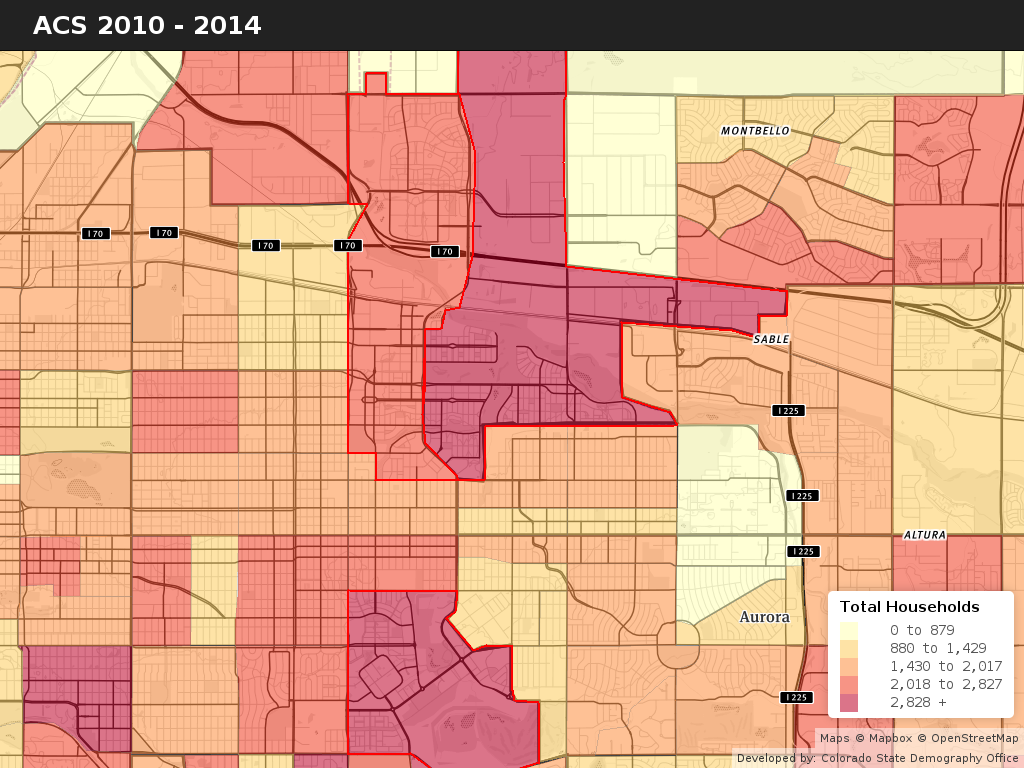 ACS 2010 - 2014
MONTBELLO
I 70
I 70
I 70
I 70
I 70
SABLE
I 225
I 225
ALTURA
I 225
Total Households
Aurora
0 to 879
880 to 1,429
1,430 to 2,017
2,018 to 2,827
I 225
2,828 +
Maps © Mapbox © OpenStreetMap
Developed by: Colorado State Demography Office